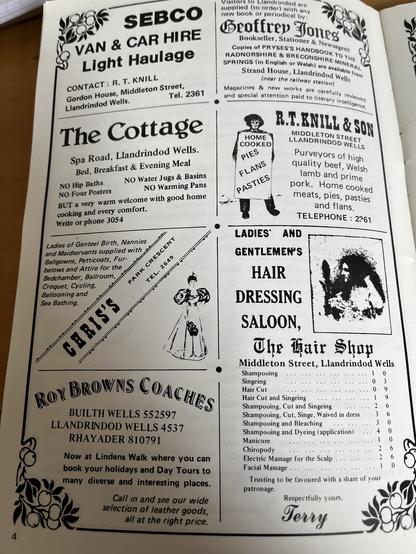 SEBCO
VAN & CAR HIRE
Light Haulage
CONTACT: R. T. KNILL
Gordon House, Middleton Street,
Llandrindod Wells. Tel. 2361
Visitors to Llandrindod are
supplied (to order) with any
new book or periodical by:
Geoffrey Jones
Bookseller, Stationer & Newsagent
Copies of PRYSES'S HANDBOOK TO THE
RADNORSHIRE & BRECONSHIRE MINERAL
SPRINGS (in English or Welsh) are available from
Strand House, Llandrindod Wells
(near the railway station)
Magazines & new works are carefully reviewed
and special attention paid to literary intelligence.
The Cottage
Spa Road, Llandrindod Wells.
Bed, Breakfast & Evening Meal
NO Hip Baths NO Water Jugs & Basins
NO Four Posters NO Warming Pans
BUT a very warm welcome with good home
cooking and every comfort.
Write or phone 3054
HOME
COOKED
PIES
FLANS
PASTIES
R.T. KNILL & SON
MIDDLETON STREET
LLANDRINDOD WELLS
Purveyors of high
quality beef, Welsh
lamb and prime
pork. Home cooked
meats, pies, pasties
and flans.
TELEPHONE: 2361
Ladies of Genteel Birth, Nannies
and Maidservants supplied with
Ballgowns, Petticoats, Fur-
belows and Attire for the
Bedchamber, Ballroom,
Croquet, Cycling,
Ballooning and
Sea Bathing.
CHRIS'S
PARK CRESCENT
TEL. 2649
LADIES' AND
GENTLEMEN'S
HAIR
DRESSING
SALOON,
The Hair Shop
Middleton Street, Llandrindod Wells
Shampooing 1 0
Singeing 0 3
Hair Cut 0 9
Hair Cut and Singeing 1 6
Shampooing, Cutting and Singeing 2 6
Shampooing, Cut, Singe, Waived in dress 3 6
Shampooing and Bleaching 3 0
Shampooing and Dyeing (application) 4 0
Manicure 1 0
Chiropody 2 6
Electric Massage for the Scalp 2 6
Facial Massage 1 0
Trusting to be favoured with a share of your
patronage.
Respectfully yours,
Terry
ROY BROWNS COACHES
BUILTH WELLS 552597
LLANDRINDOD WELLS 4537
RHAYADER 810791
Now at Lindens Walk where you can
book your holidays and Day Tours to
many diverse and interesting places.
Call in and see our wide
selection of leather goods,
all at the right price.
4